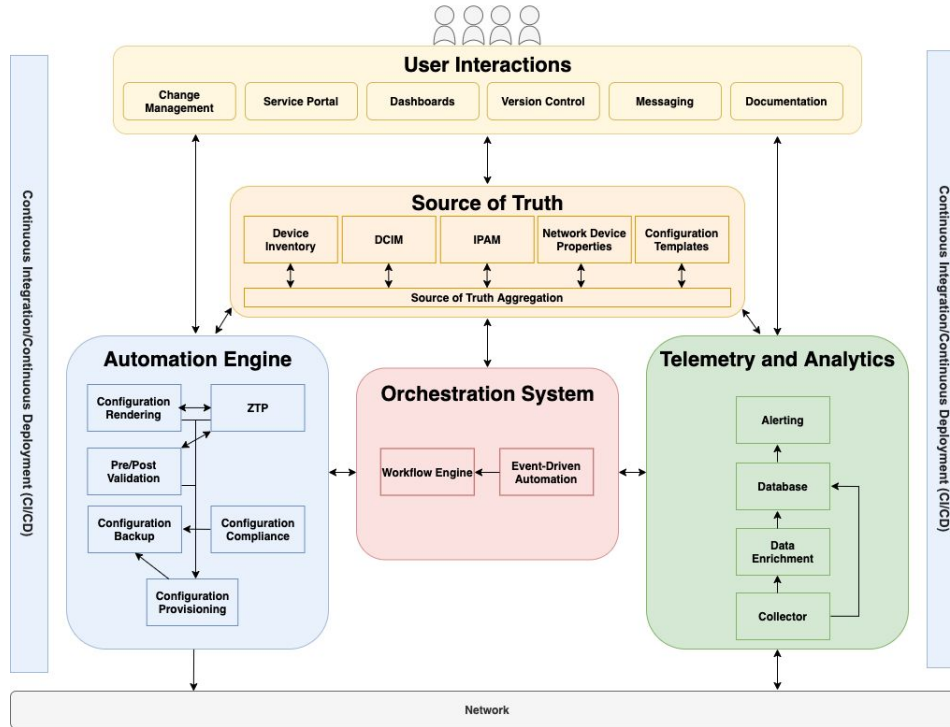 User Interactions
Change
Management
Service Portal
Dashboards
Version Control
Messaging
Documentation
Continuous Integration/Continuous Deployment (CI/CD)
Continuous Integration/Continuous Deployment (CI/CD)
Source of Truth
Device
Inventory
DCIM
IPAM
Network Device
Properties
Configuration
Templates
Source of Truth Aggregation
Automation Engine
Configuration
Rendering
ZTP
Pre/Post
Validation
Configuration
Backup
Configuration
Compliance
Configuration
Provisioning
Orchestration System
Workflow Engine
Event-Driven
Automation
Telemetry and Analytics
Alerting
Database
Data
Enrichment
Collector
Network